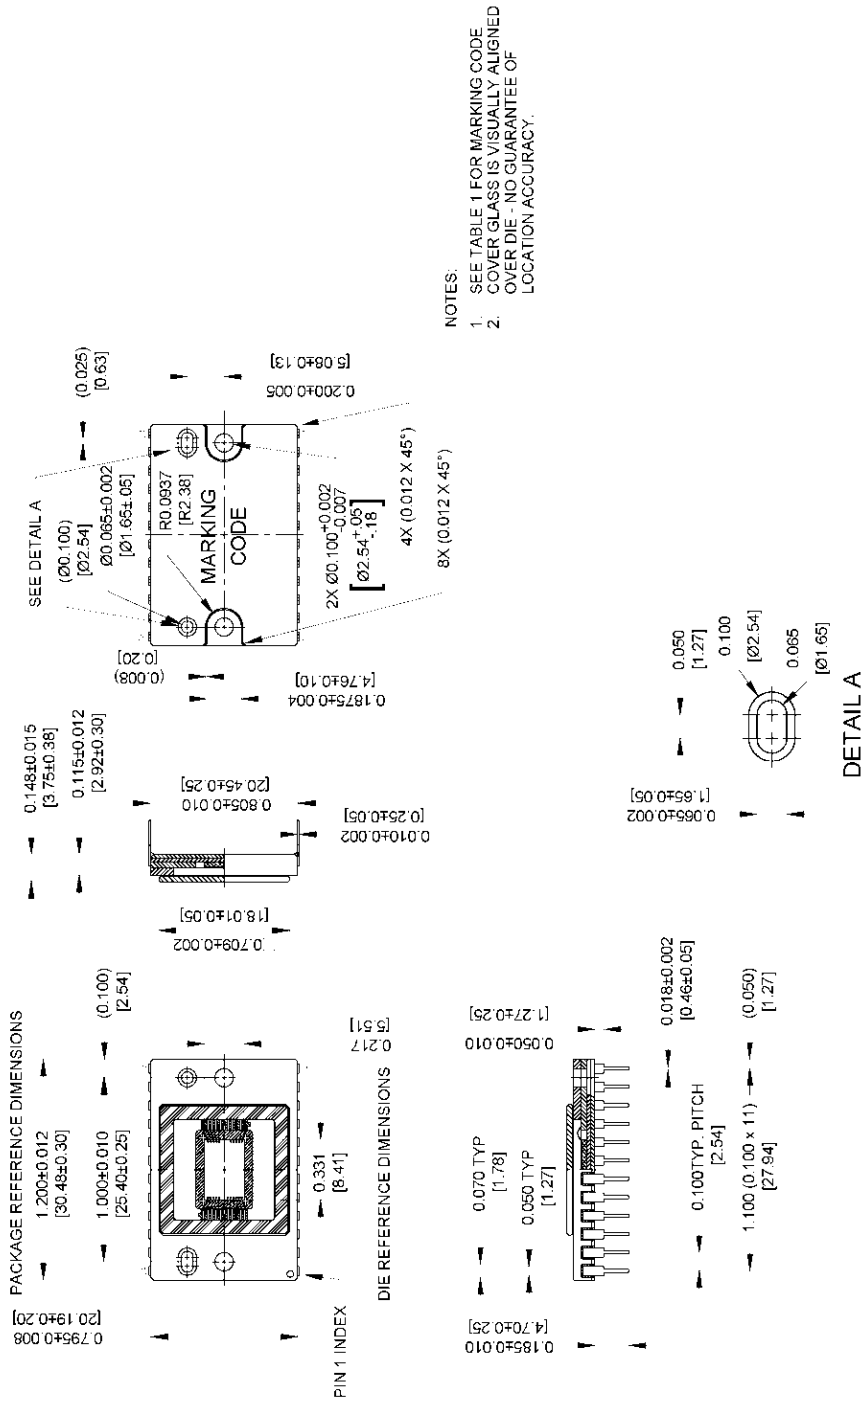 PACKAGE REFERENCE DIMENSIONS
1.200±0.012
[30.48±0.30]
1.000±0.010
[25.40±0.25]
(0.100)
[2.54]
0.795±0.008
[20.19±0.20]
0.217
[5.51]
0.331
[8.41]
PIN 1 INDEX
DIE REFERENCE DIMENSIONS
0.148±0.015
[3.75±0.38]
0.115±0.012
[2.92±0.30]
0.805±0.010
[20.45±0.25]
0.010±0.002
[0.25±0.05]
0.709±0.002
[18.01±0.05]
SEE DETAIL A
(Ø0.100)
[Ø2.54]
Ø0.065±0.002
[Ø1.65±.05]
(0.025)
[0.63]
R0.0937
[R2.38]
MARKING
CODE
(0.008)
[0.20]
0.1875±0.004
[4.76±0.10]
0.200±0.005
[5.08±0.13]
2X Ø0.100+0.002
-0.007
[Ø2.54+.05
-.18]
4X (0.012 X 45°)
8X (0.012 X 45°)
NOTES:
1. SEE TABLE 1 FOR MARKING CODE
2. COVER GLASS IS VISUALLY ALIGNED
OVER DIE - NO GUARANTEE OF
LOCATION ACCURACY.
0.070 TYP
[1.78]
0.050 TYP
[1.27]
0.050±0.010
[1.27±0.25]
0.185±0.010
[4.70±0.25]
0.018±0.002
[0.46±0.05]
0.100TYP. PITCH
[2.54]
1.100 (0.100 x 11)
[27.94]
(0.050)
[1.27]
0.050
[1.27]
0.100
[Ø2.54]
0.065
[Ø1.65]
0.065±0.002
[1.65±0.05]
DETAIL A